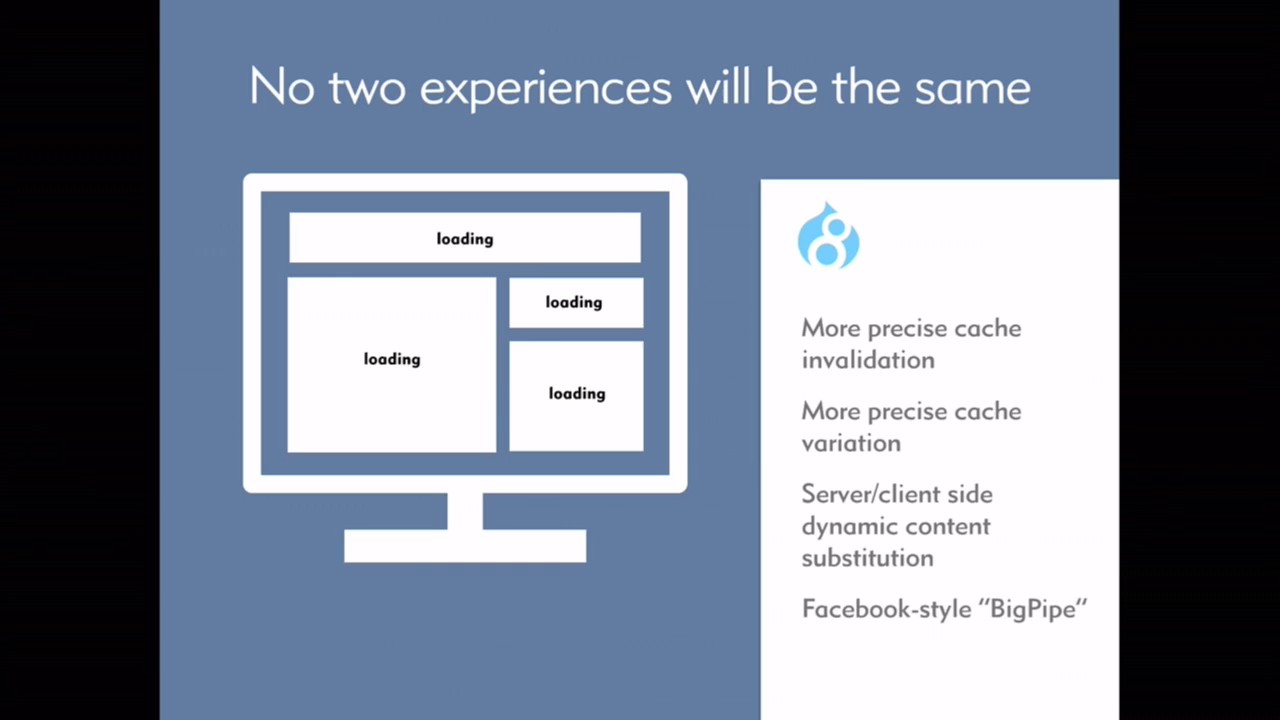 No two experiences will be the same
loading
loading
loading
loading
8
More precise cache
invalidation
More precise cache
variation
Server/client side
dynamic content
substitution
Facebook-style "BigPipe"